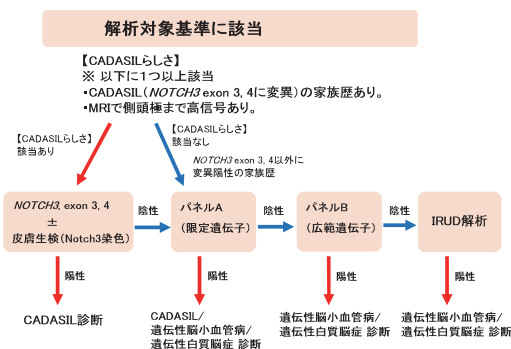 解析対象基準に該当
【CADASILらしさ】
※ 以下に1つ以上該当
・CADASIL（NOTCH3 exon 3, 4に変異）の家族歴あり。
・MRIで側頭極まで高信号あり。
【CADASILらしさ】
該当あり
【CADASILらしさ】
該当なし
NOTCH3 exon 3, 4以外に
変異陽性の家族歴
NOTCH3, exon 3, 4
±
皮膚生検（Notch3染色）
陰性
パネルA
（限定遺伝子）
陰性
パネルB
（広範遺伝子）
陰性
IRUD解析
陽性
陽性
陽性
陽性
CADASIL診断
CADASIL/
遺伝性脳小血管病/
遺伝性白質脳症 診断
遺伝性脳小血管病/
遺伝性白質脳症 診断
遺伝性脳小血管病/
遺伝性白質脳症 診断